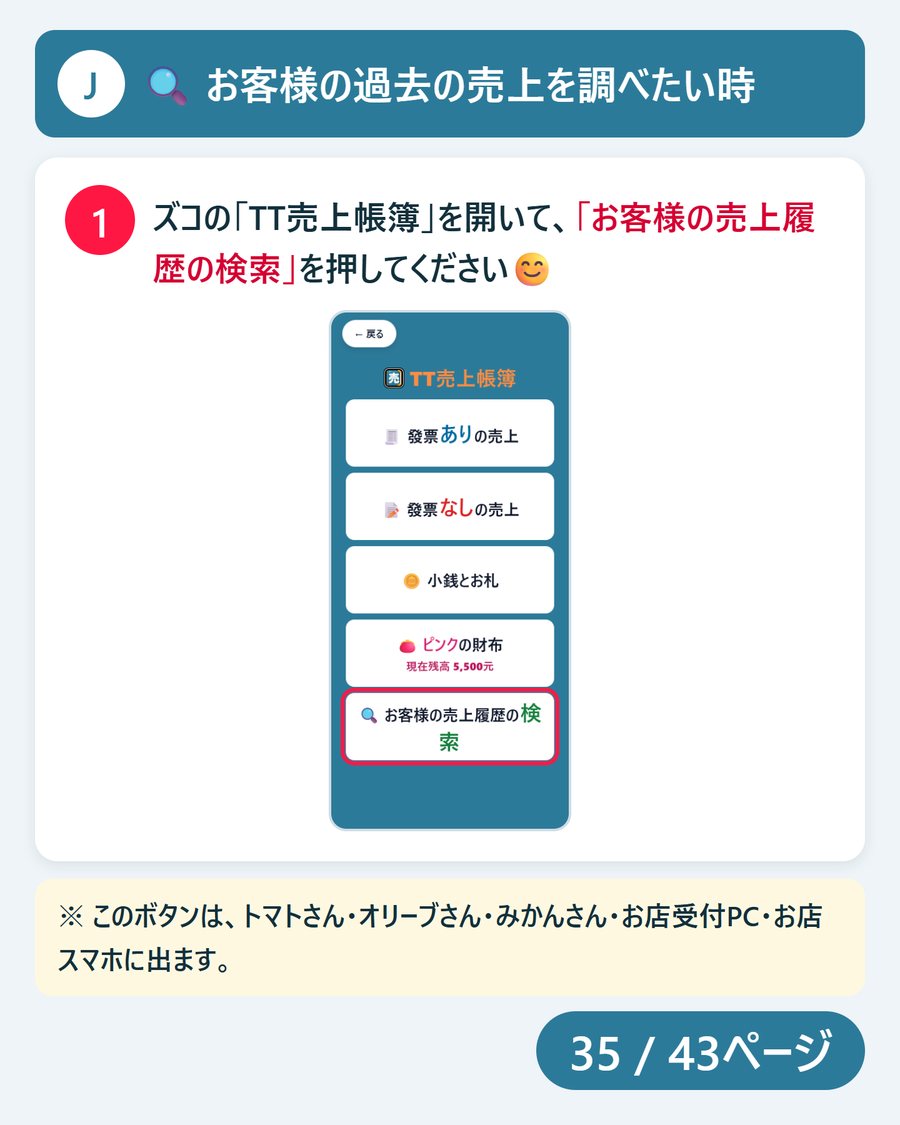 J 🔍 お客様の過去の売上を調べたい時
1 ズコの「TT売上帳簿」を開いて、「お客様の売上履
歴の検索」を押してください😊
← 戻る
売 TT売上帳簿
🧾 發票ありの売上
📝 發票なしの売上
🪙 小銭とお札
👛 ピンクの財布
現在残高 5,500元
🔍 お客様の売上履歴の検
索
※ このボタンは、トマトさん・オリーブさん・みかんさん・お店受付PC・お店
スマホに出ます。
35 / 43ページ